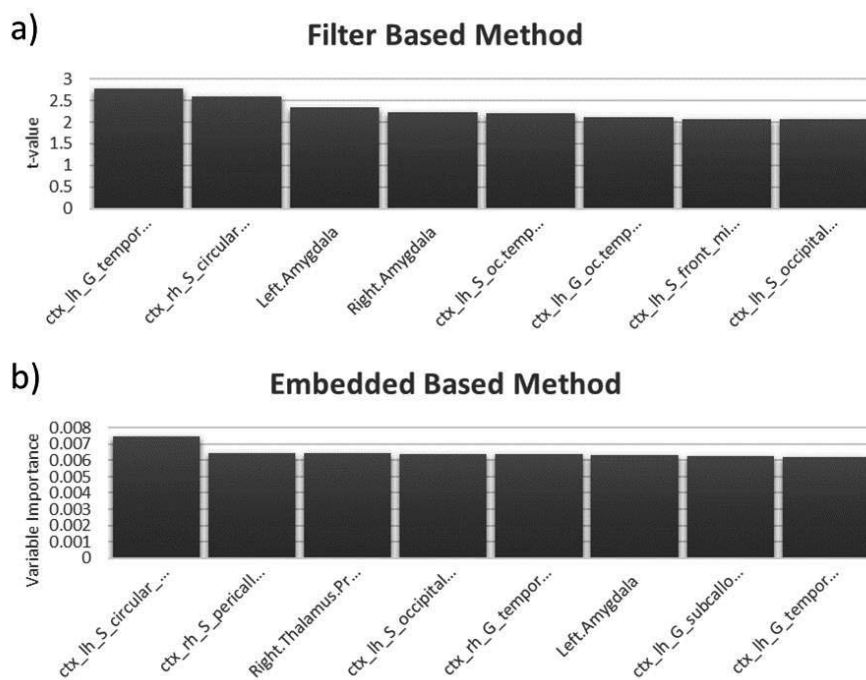 a)
Filter Based Method
3
2.5
2
1.5
1
0.5
0
t-value
ctx_lh_G_tempor...
ctx_rh_S_circular...
Left.Amygdala
Right.Amygdala
ctx_lh_S_oc.temp...
ctx_lh_G_oc.temp...
ctx_lh_S_front_mi...
ctx_lh_S_occipital...
b)
Embedded Based Method
0.008
0.007
0.006
0.005
0.004
0.003
0.002
0.001
0
Variable Importance
ctx_lh_S_circular_...
ctx_rh_S_pericall...
Right.Thalamus.Pr...
ctx_lh_S_occipital...
ctx_rh_G_tempor...
Left.Amygdala
ctx_lh_G_subcallo...
ctx_lh_G_tempor...